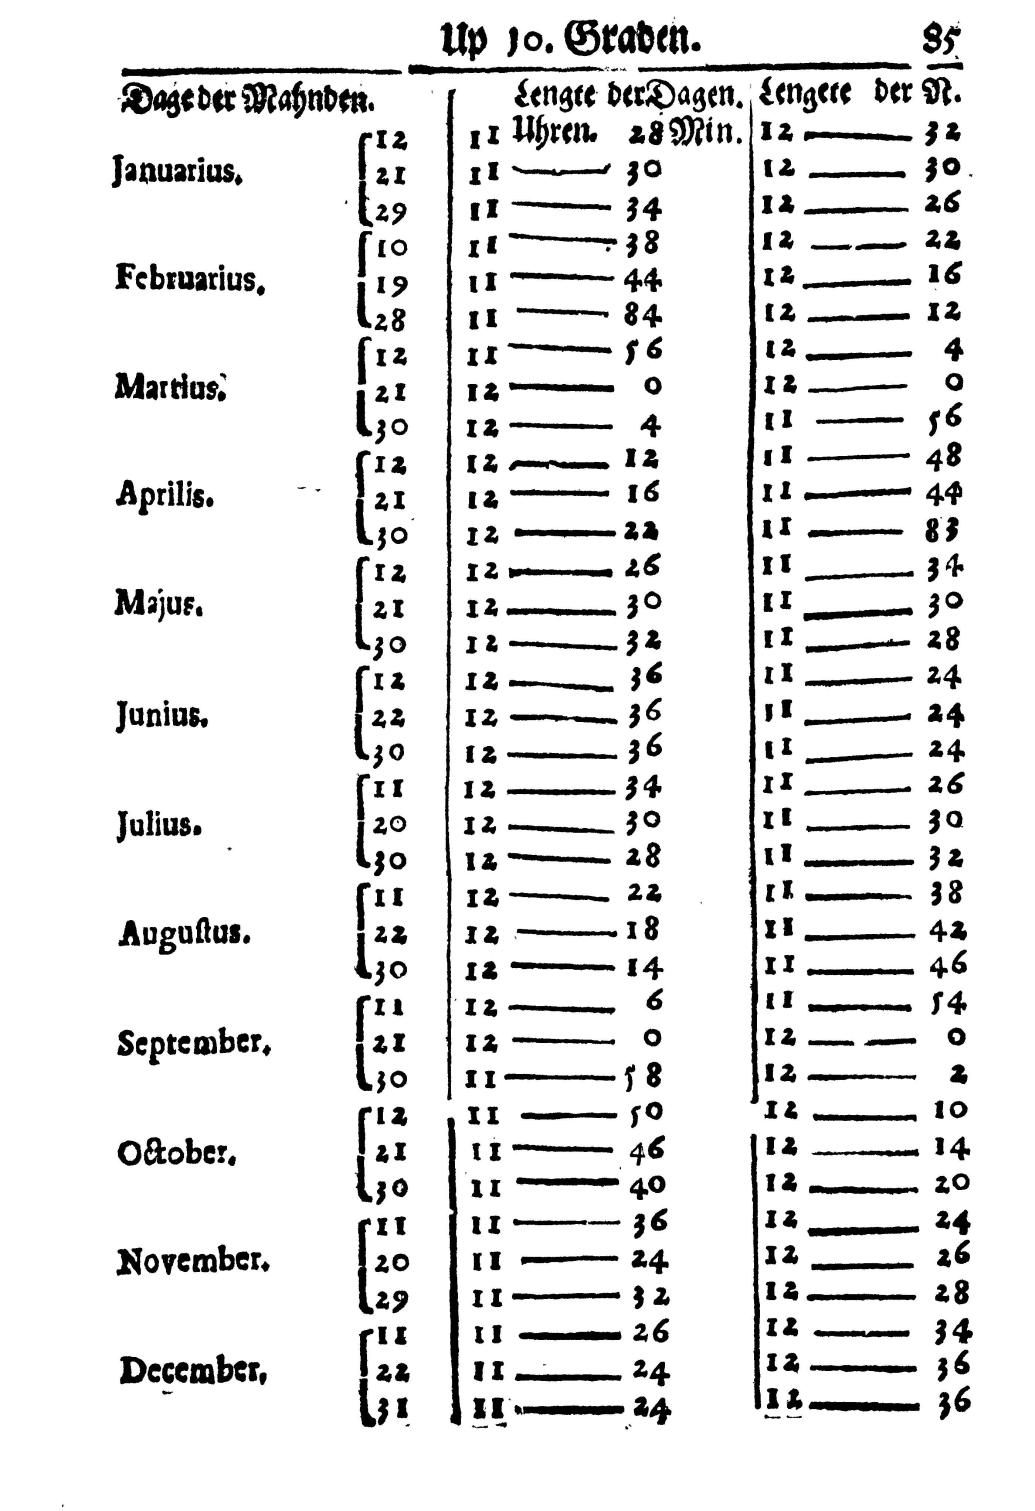 Up 10. Graden. 85
Dage der Mahnden. Lengte der Dagen. Lengete der N.
12 11 Uhren. 28 Min. 12 — 32
Januarius. 21 11 — 30 12 — 30
29 11 — 34 12 — 26
10 11 — 38 12 — 22
Februarius. 19 11 — 44 12 — 16
28 11 — 84 12 — 12
12 11 — 56 12 — 4
Martius. 21 12 — 0 12 — 0
30 12 — 4 11 — 56
12 12 — 12 11 — 48
Aprilis. 21 12 — 16 11 — 44
30 12 — 22 11 — 83
12 12 — 26 11 — 34
Majus. 21 12 — 30 11 — 30
30 12 — 32 11 — 28
12 12 — 36 11 — 24
Junius. 22 12 — 36 11 — 24
30 12 — 36 11 — 24
11 12 — 34 11 — 26
Julius. 20 12 — 30 11 — 30
30 12 — 28 11 — 32
11 12 — 22 11 — 38
Auguſtus. 22 12 — 18 11 — 42
30 12 — 14 11 — 46
11 12 — 6 11 — 54
September. 21 12 — 0 12 — 0
30 11 — 58 12 — 2
12 11 — 50 12 — 10
October. 21 11 — 46 12 — 14
30 11 — 40 12 — 20
11 11 — 36 12 — 24
November. 20 11 — 24 12 — 26
29 11 — 32 12 — 28
11 11 — 26 12 — 34
December. 22 11 — 24 12 — 36
31 11 — 24 12 — 36